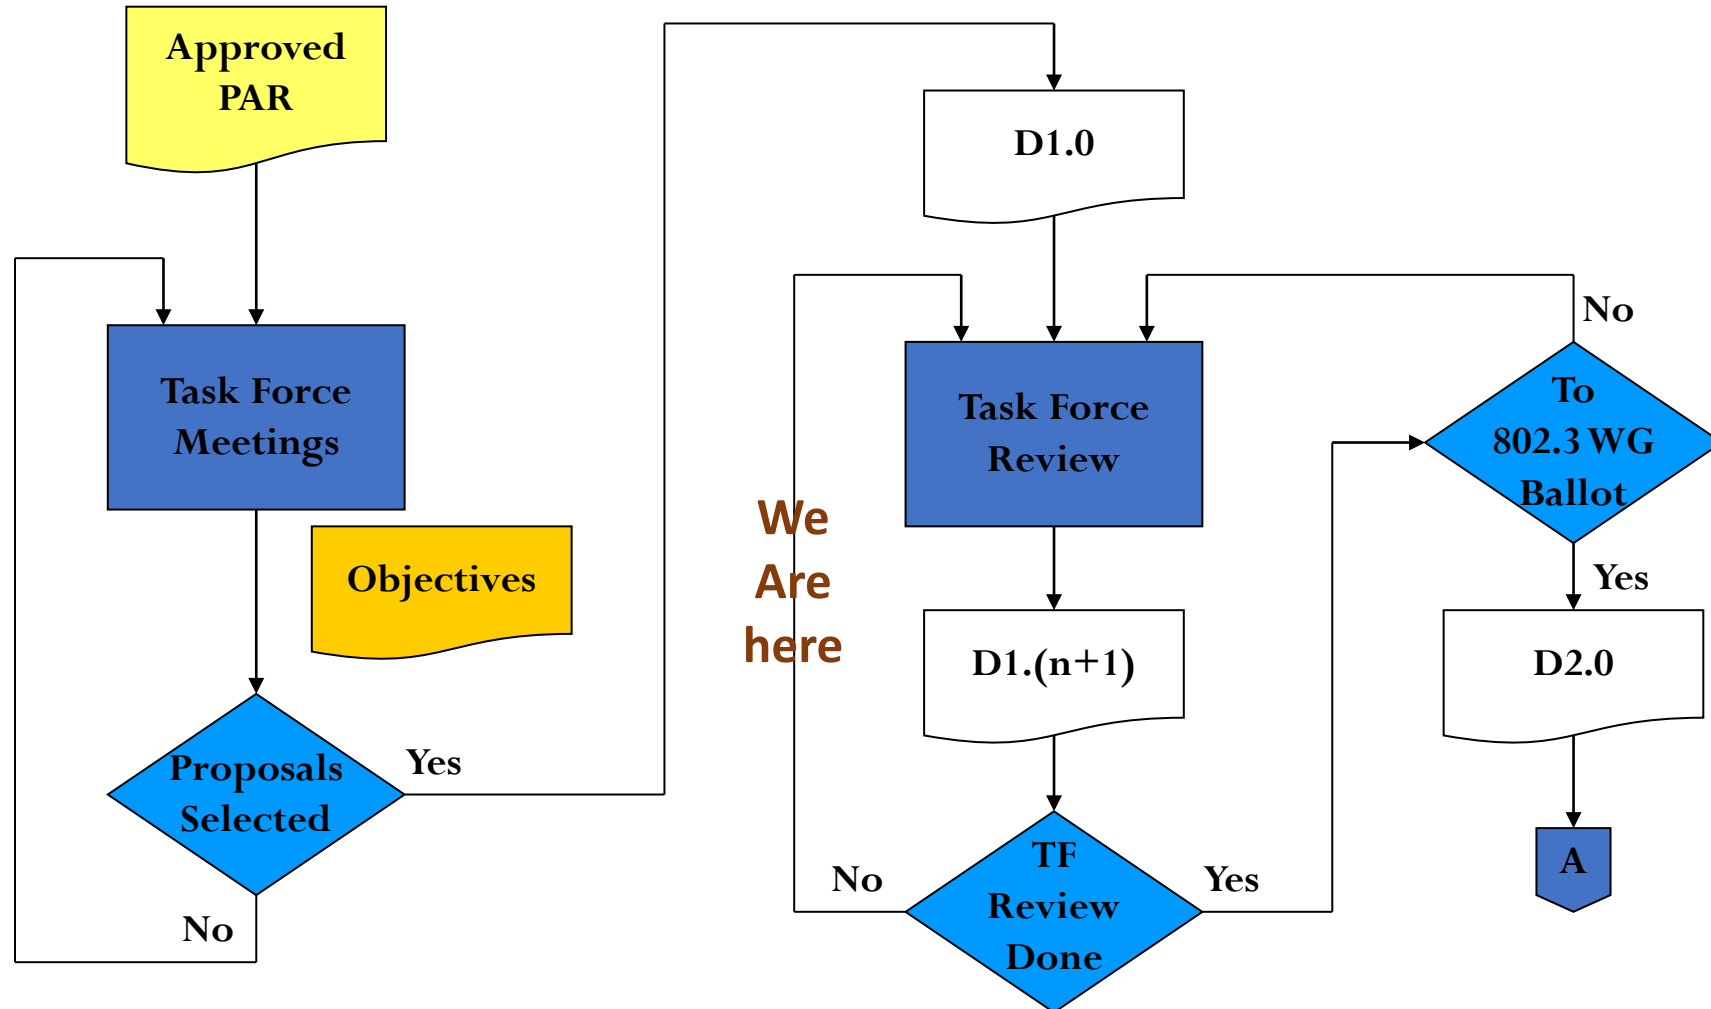 Approved
PAR
Task Force
Meetings
Objectives
Proposals
Selected
Yes
No
D1.0
Task Force
Review
We
Are
here
D1.(n+1)
TF
Review
Done
No
Yes
To
802.3 WG
Ballot
No
Yes
D2.0
A